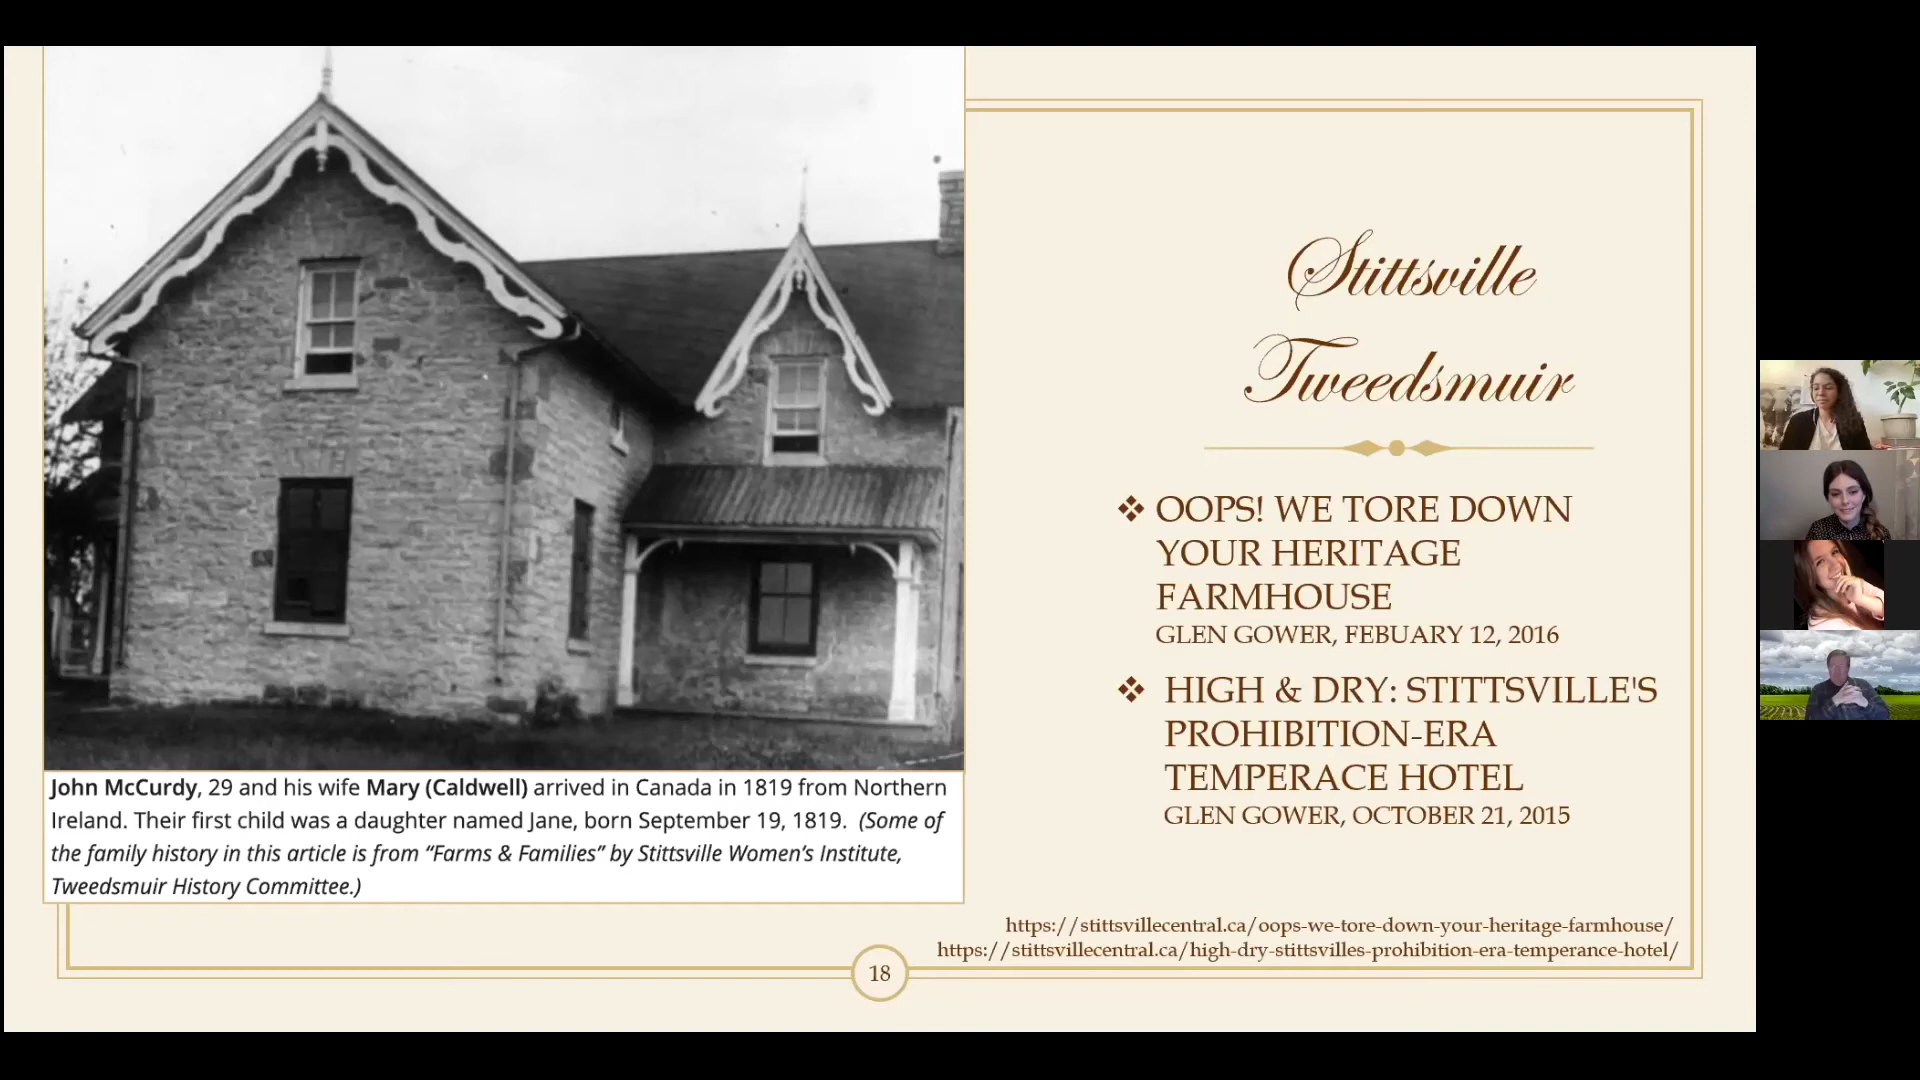 Stittsville
Tweedsmuir
❖ OOPS! WE TORE DOWN
YOUR HERITAGE
FARMHOUSE
GLEN GOWER, FEBUARY 12, 2016
❖ HIGH & DRY: STITTSVILLE'S
PROHIBITION-ERA
TEMPERACE HOTEL
GLEN GOWER, OCTOBER 21, 2015
John McCurdy, 29 and his wife Mary (Caldwell) arrived in Canada in 1819 from Northern
Ireland. Their first child was a daughter named Jane, born September 19, 1819. (Some of
the family history in this article is from “Farms & Families” by Stittsville Women’s Institute,
Tweedsmuir History Committee.)
https://stittsvillecentral.ca/oops-we-tore-down-your-heritage-farmhouse/
https://stittsvillecentral.ca/high-dry-stittsvilles-prohibition-era-temperance-hotel/
18